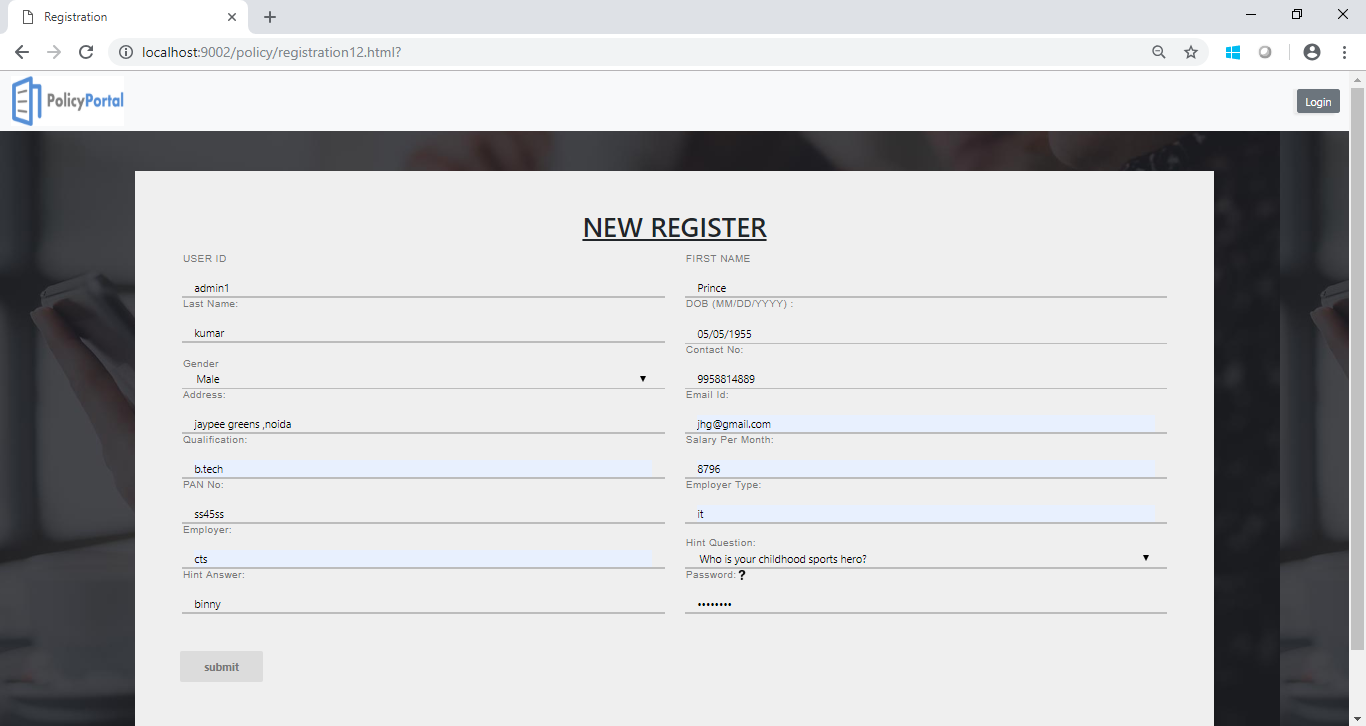 Registration
localhost:9002/policy/registration12.html?
PolicyPortal
Login
NEW REGISTER
USER ID
FIRST NAME
admin1
Prince
Last Name:
DOB (MM/DD/YYYY) :
kumar
05/05/1955
Gender
Contact No:
Male
9958814889
Address:
Email Id:
jaypee greens ,noida
jhg@gmail.com
Qualification:
Salary Per Month:
b.tech
8796
PAN No:
Employer Type:
ss45ss
it
Employer:
Hint Question:
cts
Who is your childhood sports hero?
Hint Answer:
Password: ?
binny
••••••••
submit